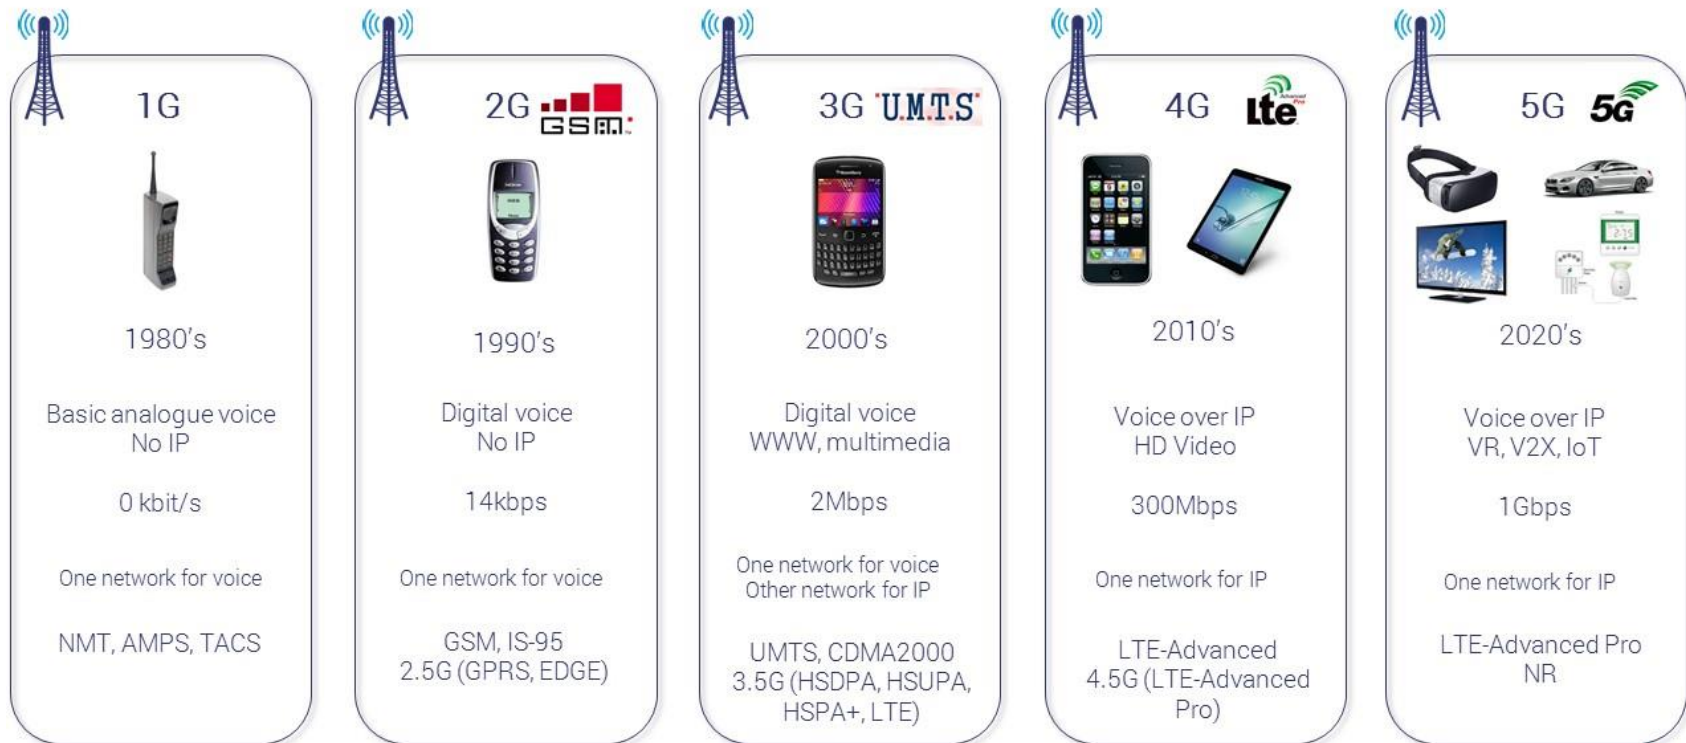 1G
1980's
Basic analogue voice
No IP
0 kbit/s
One network for voice
NMT, AMPS, TACS
2G
GSM
1990's
Digital voice
No IP
14kbps
One network for voice
GSM, IS-95
2.5G (GPRS, EDGE)
3G
U.M.T.S
2000's
Digital voice
WWW, multimedia
2Mbps
One network for voice
Other network for IP
UMTS, CDMA2000
3.5G (HSDPA, HSUPA,
HSPA+, LTE)
4G
Advanced
Pro
lte
2010's
Voice over IP
HD Video
300Mbps
One network for IP
LTE-Advanced
4.5G (LTE-Advanced
Pro)
5G
5G
2020's
Voice over IP
VR, V2X, IoT
1Gbps
One network for IP
LTE-Advanced Pro
NR